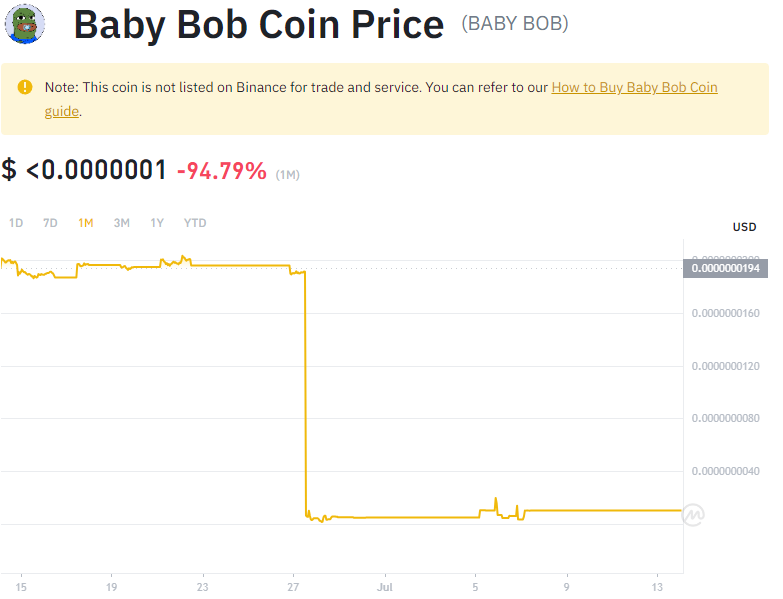 Baby Bob Coin Price (BABY BOB)
Note: This coin is not listed on Binance for trade and service. You can refer to our How to Buy Baby Bob Coin
guide.
$ <0.0000001 -94.79% (1M)
1D 7D 1M 3M 1Y YTD
USD
0.0000000194
0.0000000160
0.0000000120
0.0000000080
0.0000000040
15 19 23 27 Jul 5 9 13